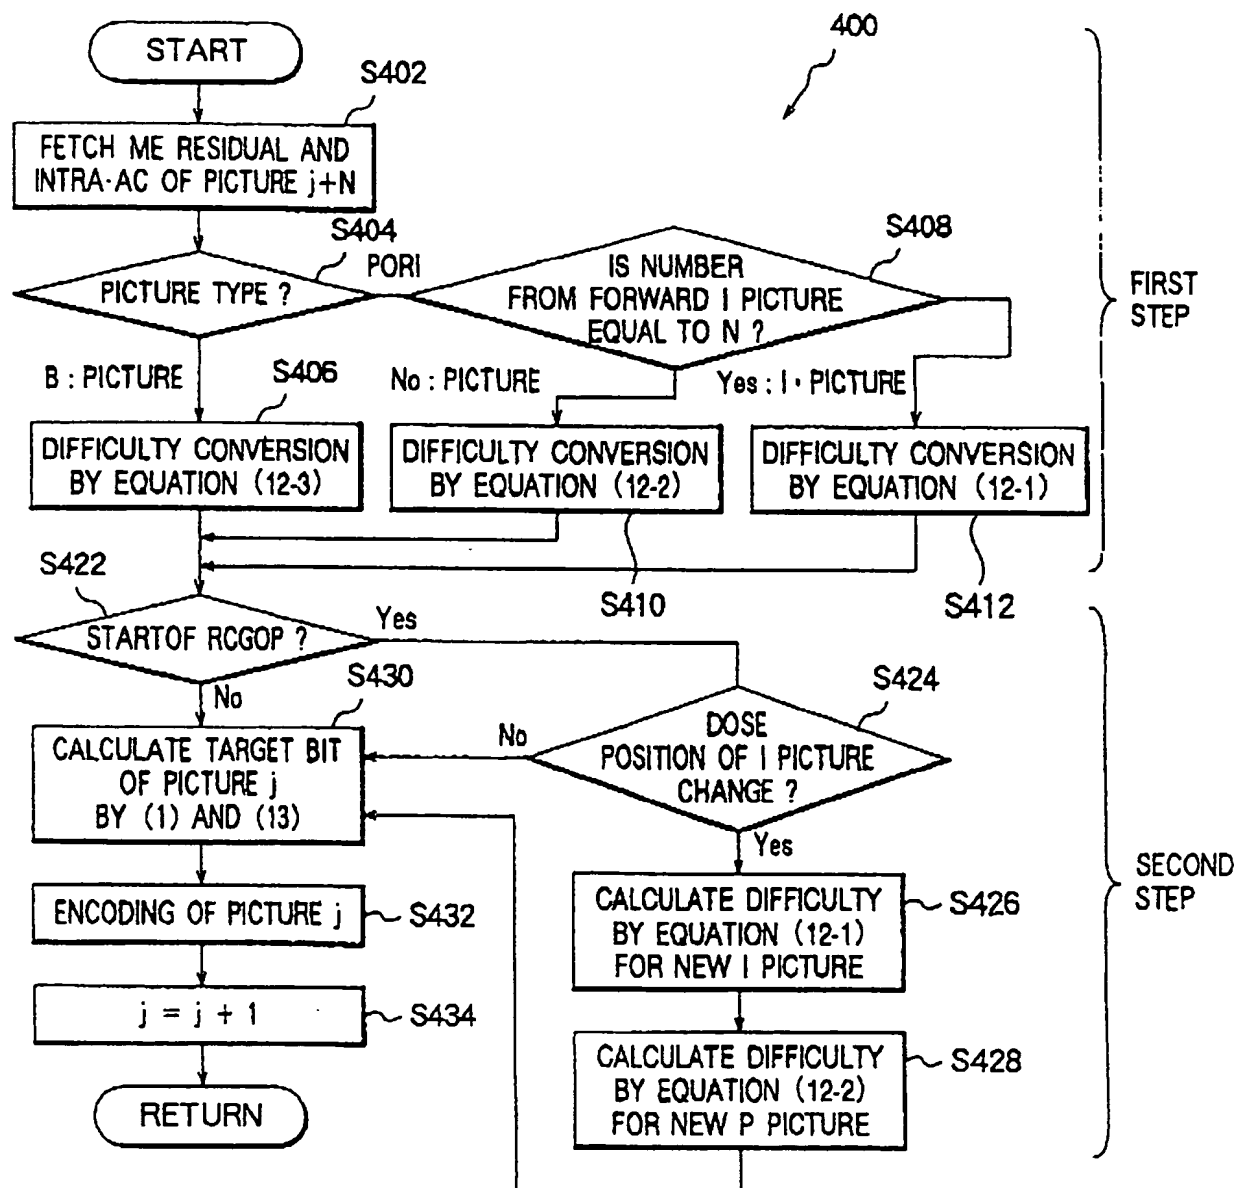 400
START
S402
FETCH ME RESIDUAL AND
INTRA·AC OF PICTURE j+N
S404
PICTURE TYPE ?
PORI
S408
IS NUMBER
FROM FORWARD I PICTURE
EQUAL TO N ?
FIRST
STEP
B : PICTURE
S406
No : PICTURE
Yes : I · PICTURE
DIFFICULTY CONVERSION
BY EQUATION (12-3)
DIFFICULTY CONVERSION
BY EQUATION (12-2)
DIFFICULTY CONVERSION
BY EQUATION (12-1)
S410
S412
S422
STARTOF RCGOP ?
Yes
No
S430
CALCULATE TARGET BIT
OF PICTURE j
BY (1) AND (13)
No
S424
DOSE
POSITION OF I PICTURE
CHANGE ?
Yes
SECOND
STEP
ENCODING OF PICTURE j
S432
CALCULATE DIFFICULTY
BY EQUATION (12-1)
FOR NEW I PICTURE
S426
j = j + 1
S434
CALCULATE DIFFICULTY
BY EQUATION (12-2)
FOR NEW P PICTURE
S428
RETURN